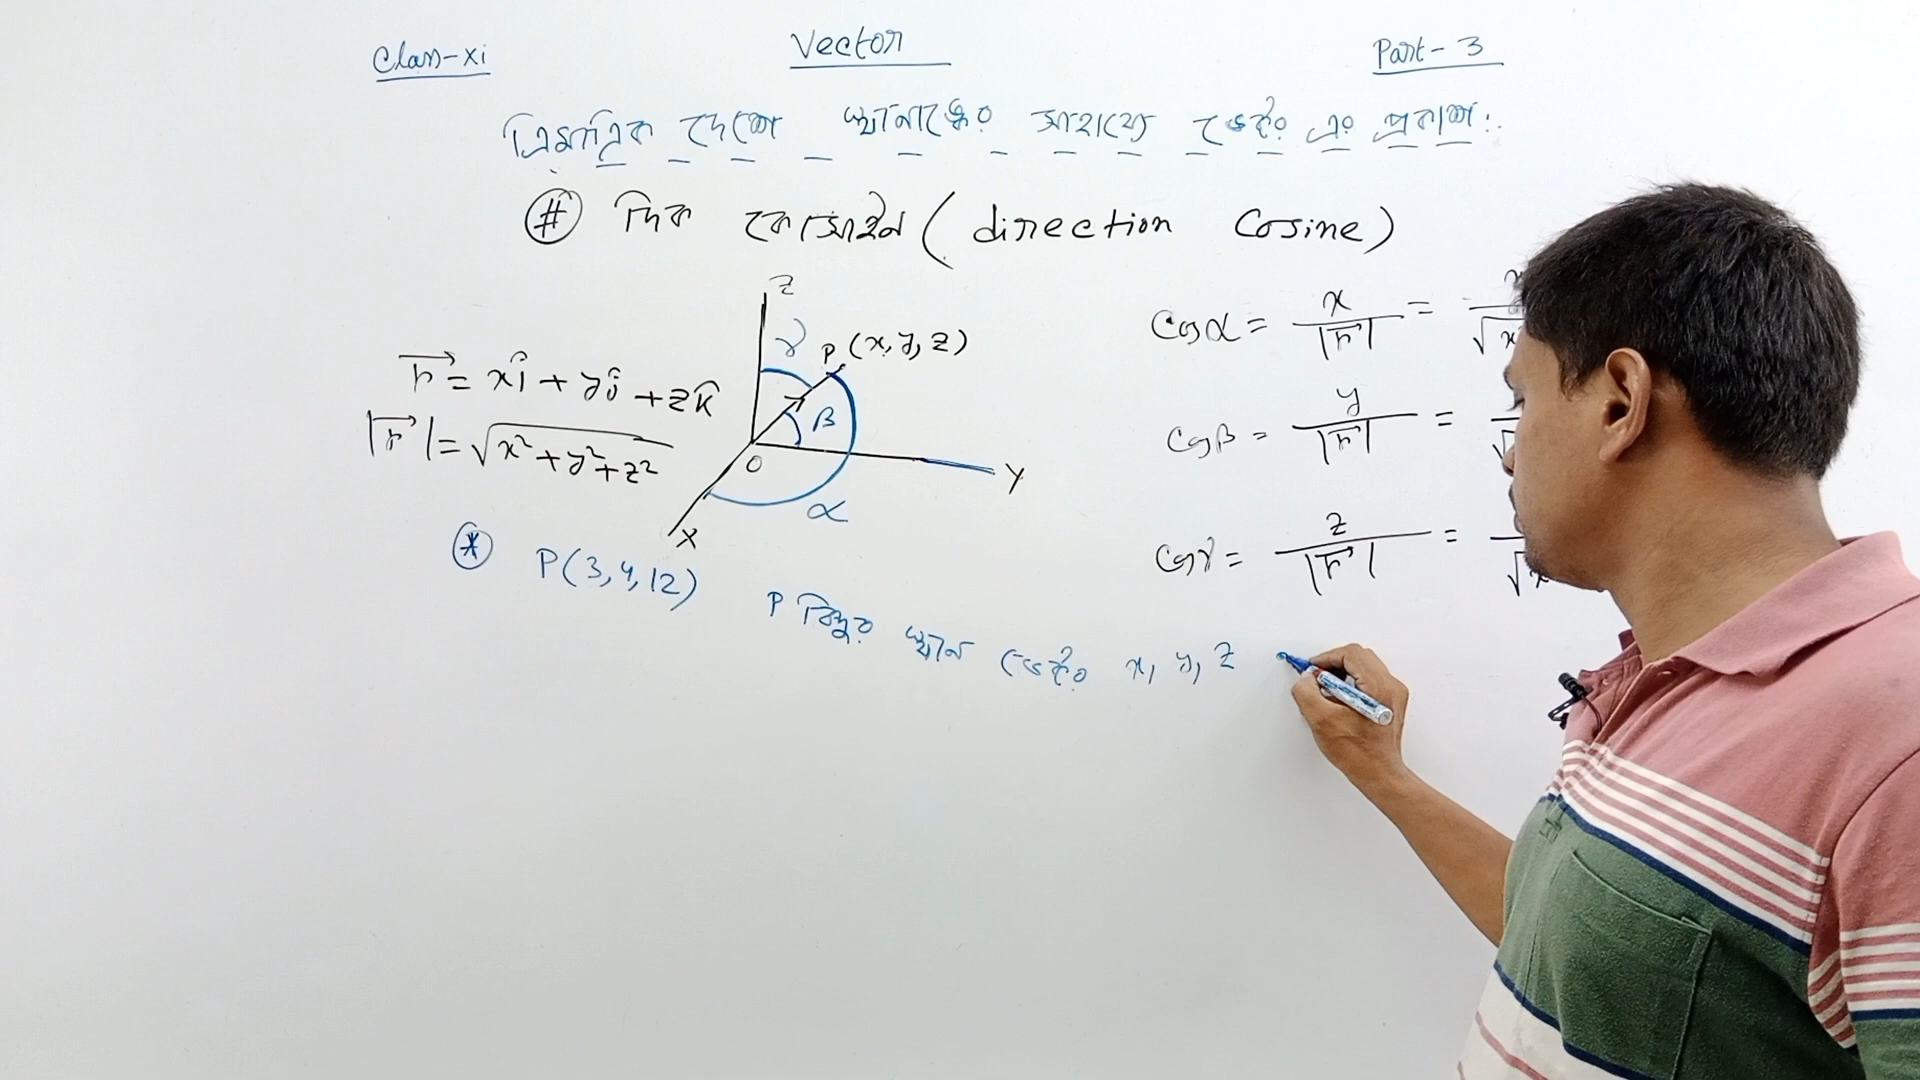 Class-xi Vector Part-3
ত্রিমাত্রিক দেশে স্থানাঙ্কের সাহায্যে ভেক্টর এর প্রকাশ:
# দিক কোসাইন (direction Cosine)
Z
γ
P (x, y, z)
β
O
Y
α
X
r⃗ = xî + yĵ + zk̂
|r⃗| = √x²+y²+z²
Cosα = x/|r⃗| =
Cosβ = y/|r⃗| =
Cosγ = z/|r⃗| =
* P(3,4,12) P বিন্দুর স্থান ভেক্টর x, y, z